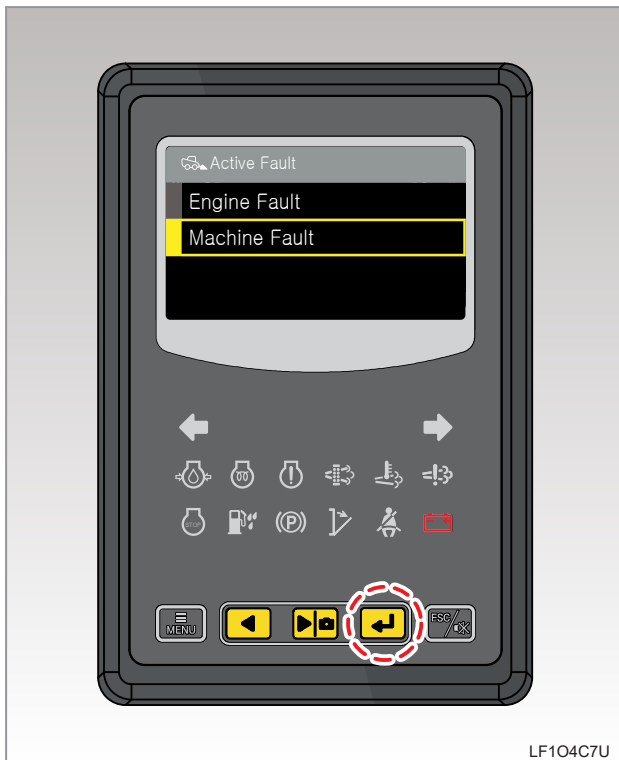 Active Fault
Engine Fault
Machine Fault
STOP
(P)
MENU
ESC/
LF1O4C7U